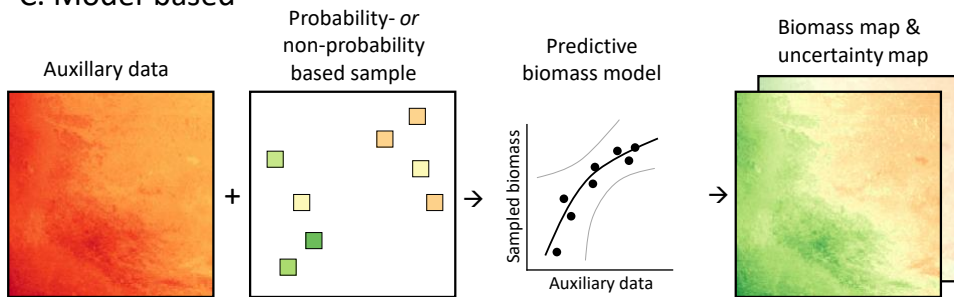 C. Model based
Auxillary data
+
Probability- or
non-probability
based sample
→
Predictive
biomass model
Sampled biomass
Auxiliary data
→
Biomass map &
uncertainty map